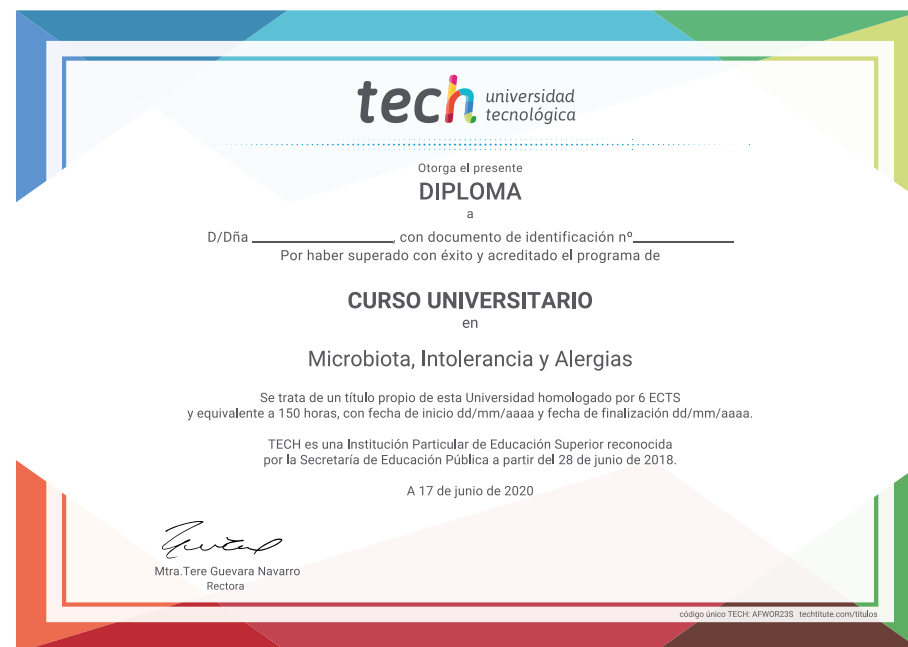 tech universidad
tecnológica
Otorga el presente
DIPLOMA
a
D/Dña ____________________, con documento de identificación nº______________
Por haber superado con éxito y acreditado el programa de
CURSO UNIVERSITARIO
en
Microbiota, Intolerancia y Alergias
Se trata de un título propio de esta Universidad homologado por 6 ECTS
y equivalente a 150 horas, con fecha de inicio dd/mm/aaaa y fecha de finalización dd/mm/aaaa.
TECH es una Institución Particular de Educación Superior reconocida
por la Secretaría de Educación Pública a partir del 28 de junio de 2018.
A 17 de junio de 2020
Mtra.Tere Guevara Navarro
Rectora
código único TECH: AFWOR23S techtitute.com/titulos